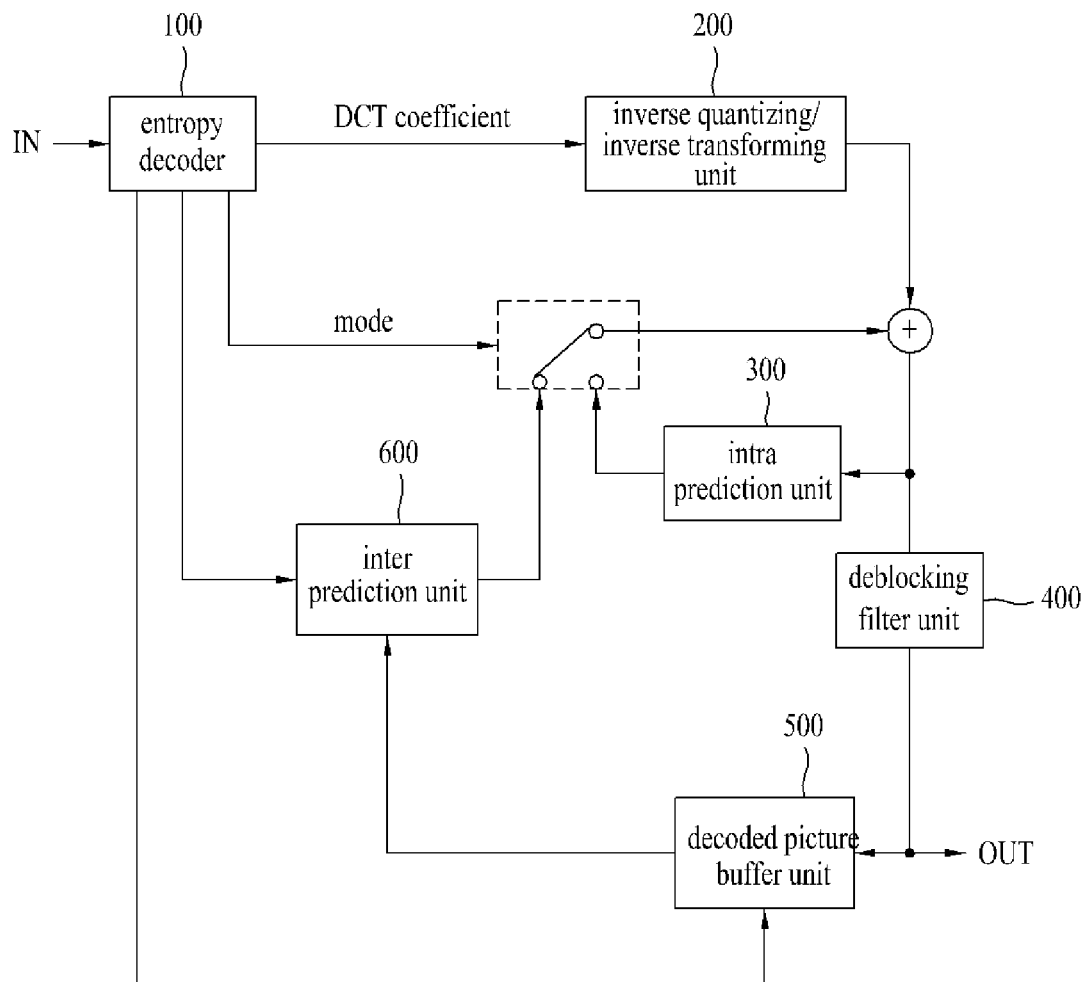 100
200
IN
entropy
decoder
DCT coefficient
inverse quantizing/
inverse transforming
unit
mode
+
300
intra
prediction unit
600
inter
prediction unit
deblocking
filter unit
400
500
decoded picture
buffer unit
OUT